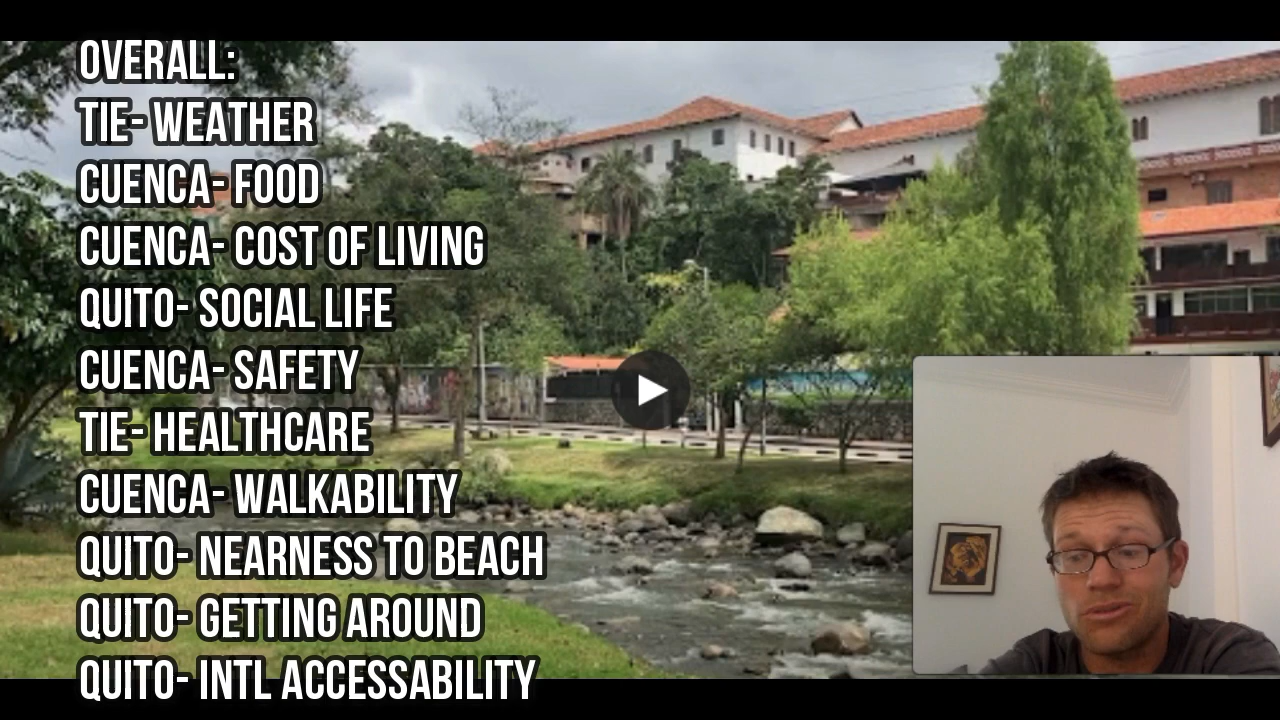 OVERALL:
TIE- WEATHER
CUENCA- FOOD
CUENCA- COST OF LIVING
QUITO- SOCIAL LIFE
CUENCA- SAFETY
TIE- HEALTHCARE
CUENCA- WALKABILITY
QUITO- NEARNESS TO BEACH
QUITO- GETTING AROUND
QUITO- INTL ACCESSABILITY